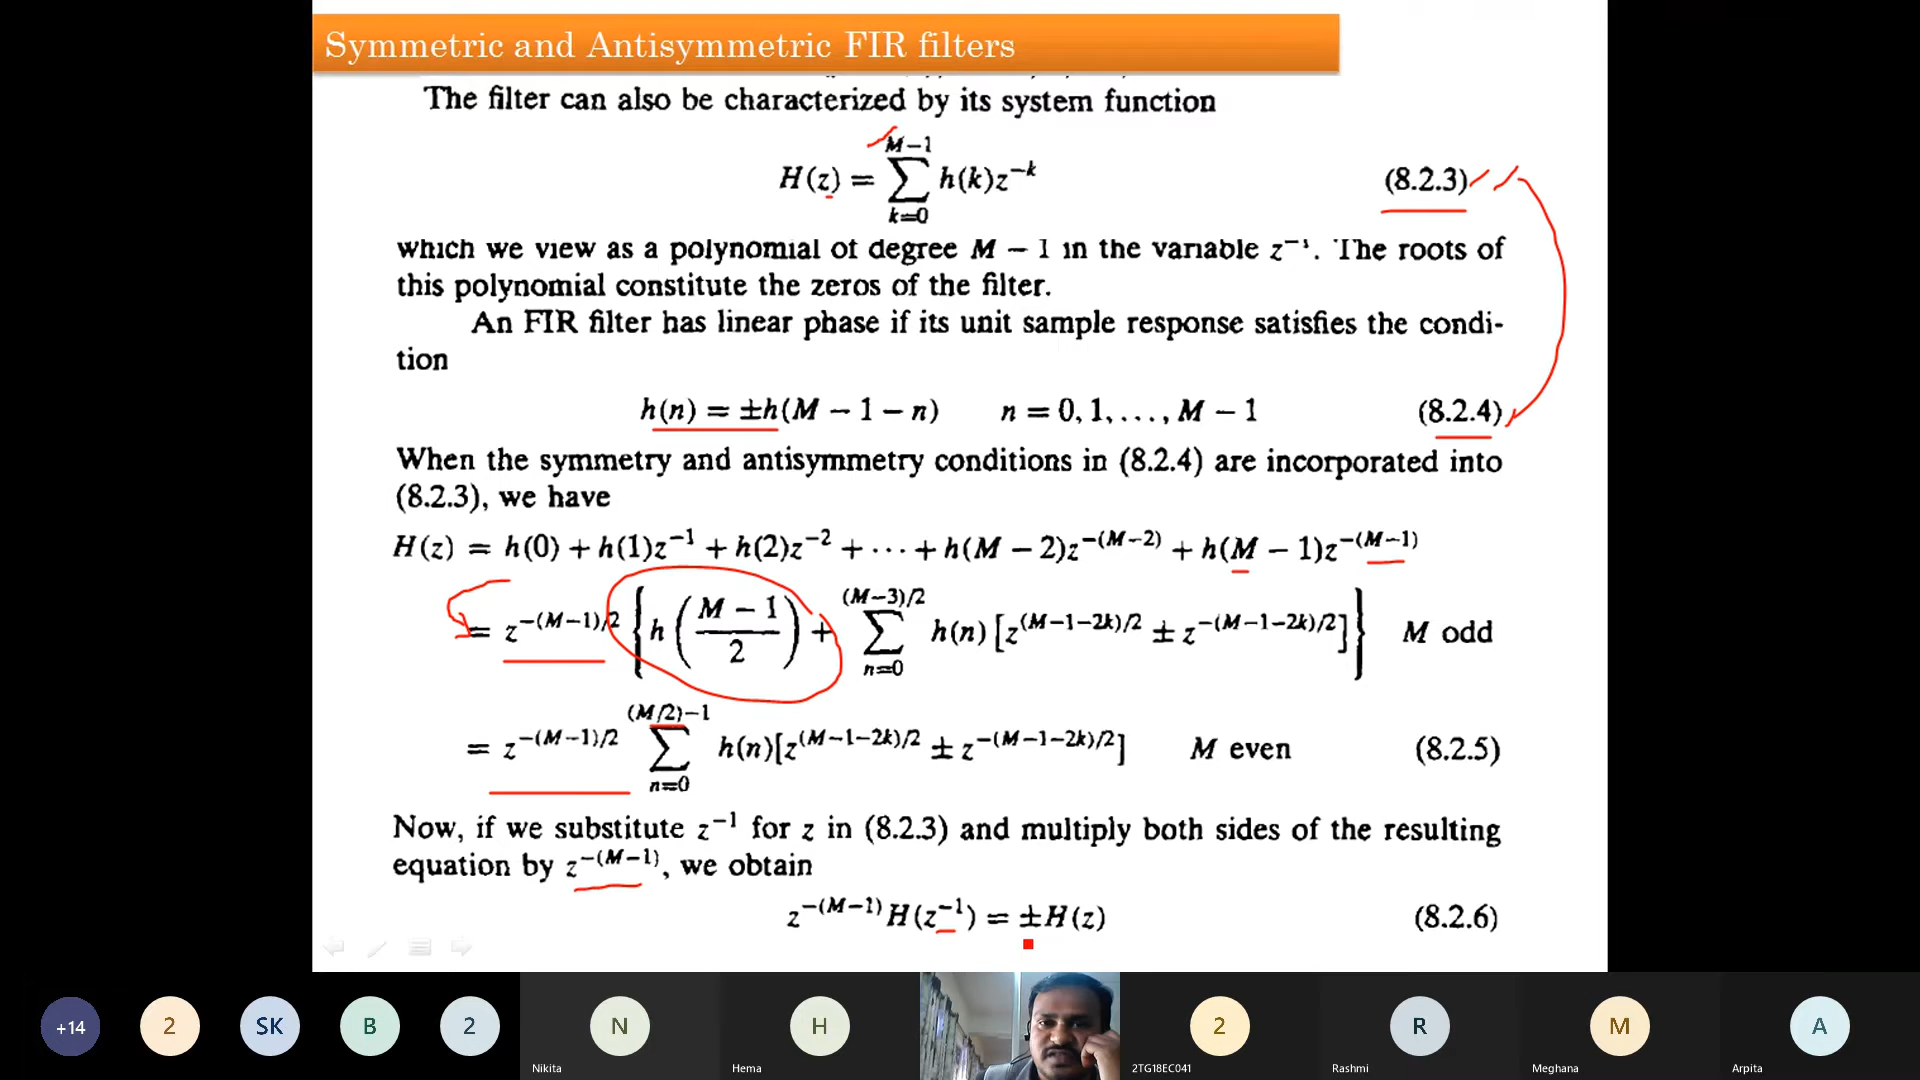 Symmetric and Antisymmetric FIR filters
The filter can also be characterized by its system function
H(z) = \sum_{k=0}^{M-1} h(k)z^{-k} (8.2.3)
which we view as a polynomial of degree M − 1 in the variable z^{-1}. The roots of
this polynomial constitute the zeros of the filter.
An FIR filter has linear phase if its unit sample response satisfies the condi-
tion
h(n) = ±h(M − 1 − n) n = 0, 1, . . . , M − 1 (8.2.4)
When the symmetry and antisymmetry conditions in (8.2.4) are incorporated into
(8.2.3), we have
H(z) = h(0) + h(1)z^{-1} + h(2)z^{-2} + ··· + h(M − 2)z^{-(M-2)} + h(M − 1)z^{-(M-1)}
= z^{-(M-1)/2} { h((M − 1)/2) + \sum_{n=0}^{(M-3)/2} h(n) [z^{(M-1-2k)/2} ± z^{-(M-1-2k)/2}] } M odd
= z^{-(M-1)/2} \sum_{n=0}^{(M/2)-1} h(n)[z^{(M-1-2k)/2} ± z^{-(M-1-2k)/2}] M even (8.2.5)
Now, if we substitute z^{-1} for z in (8.2.3) and multiply both sides of the resulting
equation by z^{-(M-1)}, we obtain
z^{-(M-1)} H(z^{-1}) = ±H(z) (8.2.6)
+14 2 SK B 2 N H 2 R M A
Nikita Hema 2TG18EC041 Rashmi Meghana Arpita